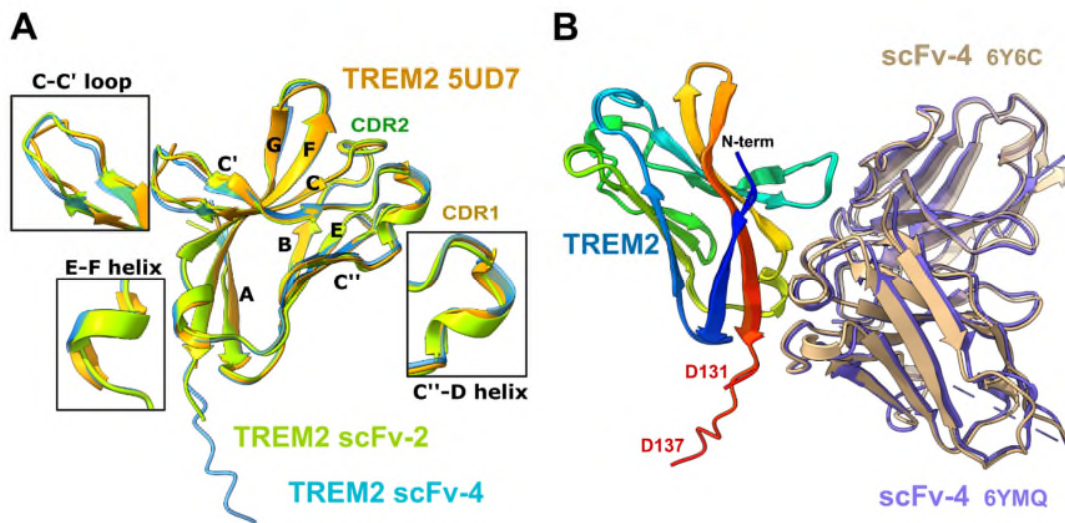 A
C-C' loop
TREM2 5UD7
CDR2
G
F
C'
C
CDR1
B
E
E-F helix
A
C''
C''-D helix
TREM2 scFv-2
TREM2 scFv-4
B
scFv-4 6Y6C
N-term
TREM2
D131
D137
scFv-4 6YMQ